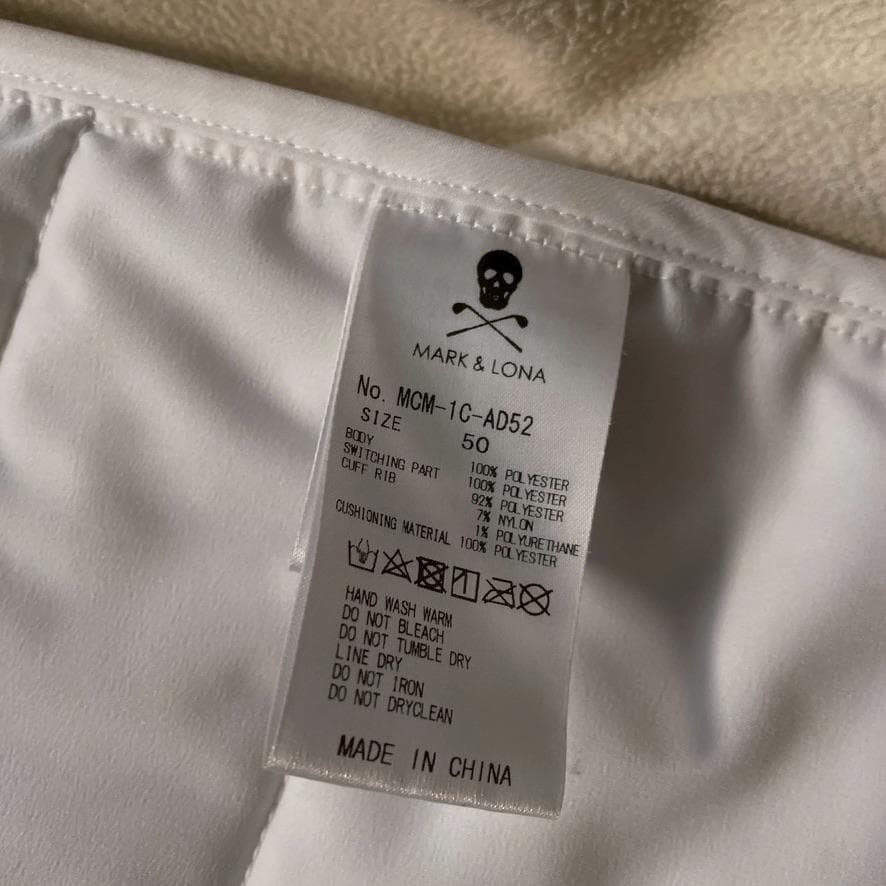 MARK & LONA
No. MCM-1C-AD52
SIZE 50
BODY 100% POLYESTER
SWITCHING PART 100% POLYESTER
CUFF RIB 92% POLYESTER
7% NYLON
1% POLYURETHANE
CUSHIONING MATERIAL 100% POLYESTER
HAND WASH WARM
DO NOT BLEACH
DO NOT TUMBLE DRY
LINE DRY
DO NOT IRON
DO NOT DRYCLEAN
MADE IN CHINA